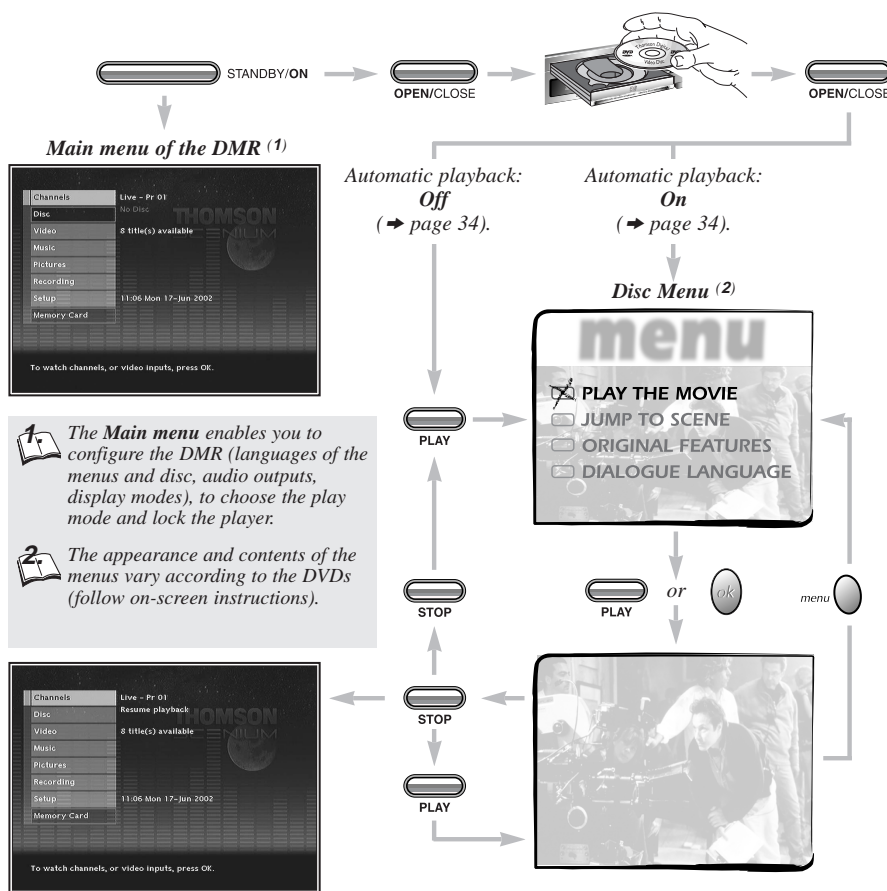 STANDBY/ON
OPEN/CLOSE
Thomson Digital
DVD
DVD
Video Disc
OPEN/CLOSE
Main menu of the DMR (1)
Channels Live - Pr 01
Disc No Disc
THOMSON
SCENIUM
Video 8 title(s) available
Music
Pictures
Recording
Setup 11:06 Mon 17-Jun 2002
Memory Card
To watch channels, or video inputs, press OK.
Automatic playback:
Off
(➔ page 34).
Automatic playback:
On
(➔ page 34).
Disc Menu (2)
menu
PLAY THE MOVIE
JUMP TO SCENE
ORIGINAL FEATURES
DIALOGUE LANGUAGE
PLAY
1. The Main menu enables you to
configure the DMR (languages of the
menus and disc, audio outputs,
display modes), to choose the play
mode and lock the player.
2. The appearance and contents of the
menus vary according to the DVDs
(follow on-screen instructions).
STOP
PLAY or ok
menu
Channels Live - Pr 01
Disc Resume playback
THOMSON
SCENIUM
Video 8 title(s) available
Music
Pictures
Recording
Setup 11:06 Mon 17-Jun 2002
Memory Card
To watch channels, or video inputs, press OK.
STOP
PLAY